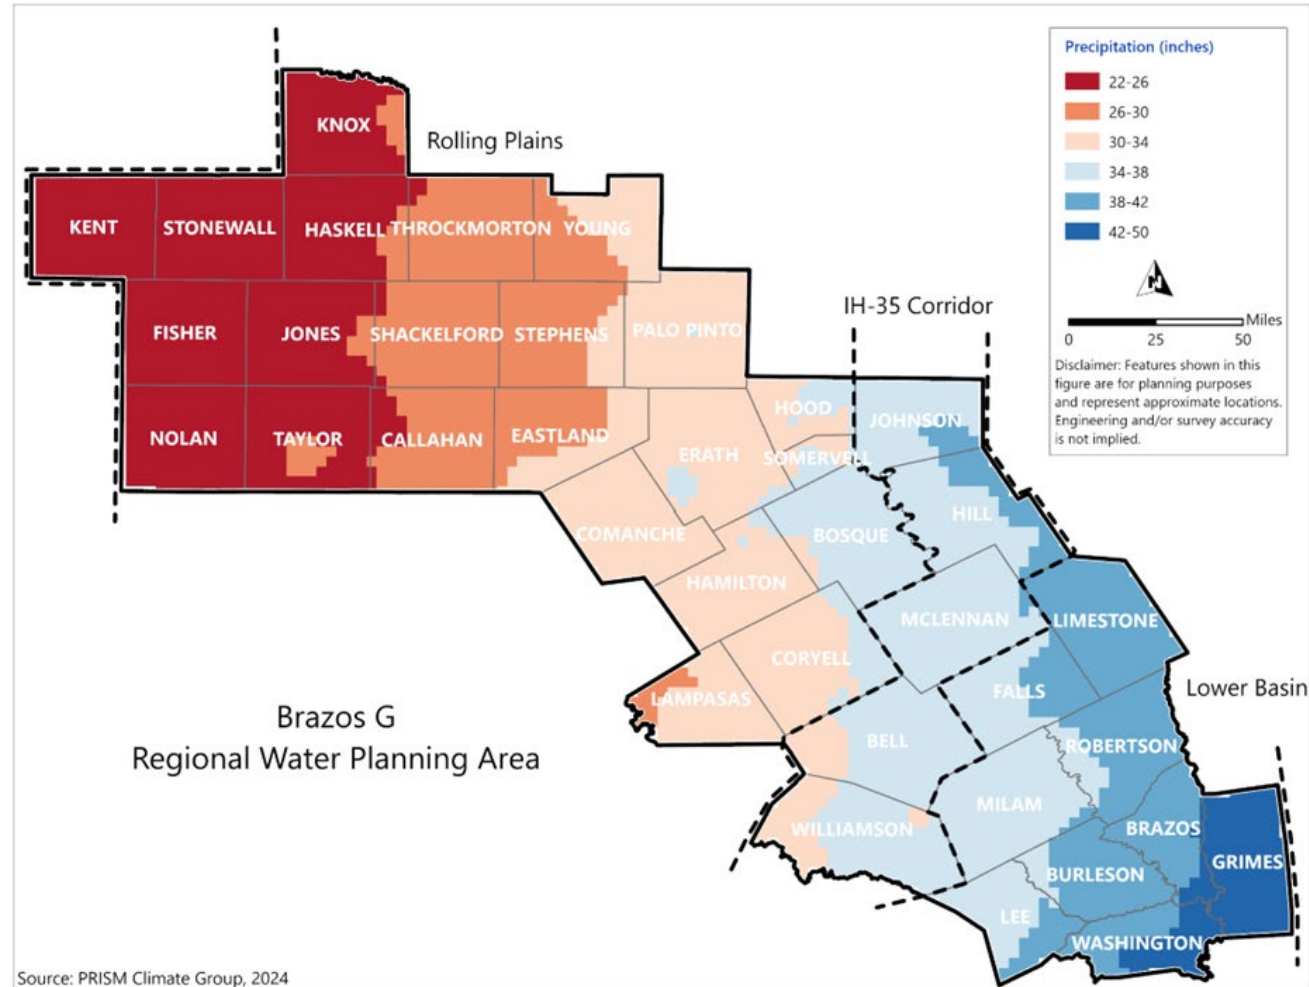 Precipitation (inches)
22-26
26-30
30-34
34-38
38-42
42-50
N
Miles
0 25 50
Disclaimer: Features shown in this
figure are for planning purposes
and represent approximate locations.
Engineering and/or survey accuracy
is not implied.
KNOX
Rolling Plains
KENT STONEWALL HASKELL THROCKMORTON YOUNG
FISHER JONES SHACKELFORD STEPHENS PALO PINTO
IH-35 Corridor
NOLAN TAYLOR CALLAHAN EASTLAND
HOOD JOHNSON
ERATH SOMERVELL
HILL
COMANCHE BOSQUE
HAMILTON
MCLENNAN LIMESTONE
CORYELL
LAMPASAS FALLS
Lower Basin
BELL ROBERTSON
Brazos G
Regional Water Planning Area
MILAM
WILLIAMSON BRAZOS
GRIMES
BURLESON
LEE
WASHINGTON
Source: PRISM Climate Group, 2024